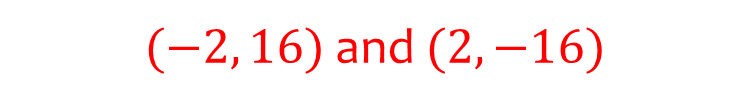 (−2, 16) and (2, −16)